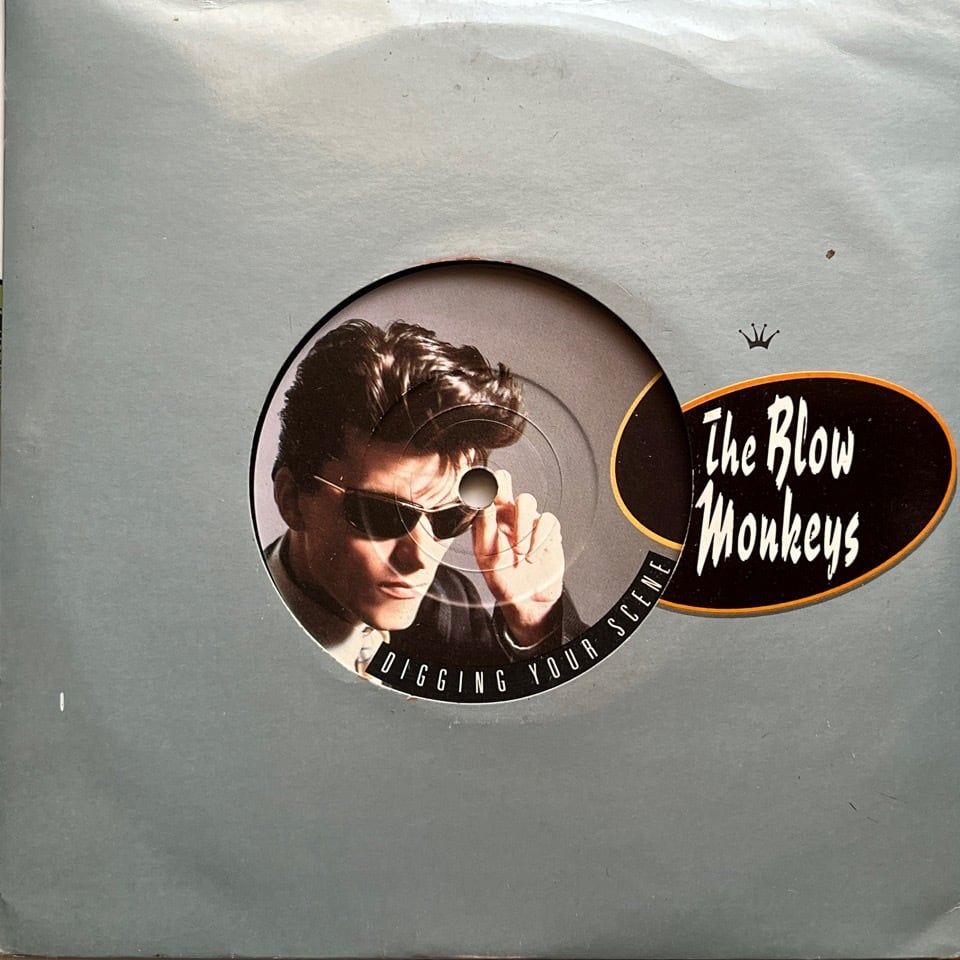 The Blow
Monkeys
DIGGING YOUR SCENE